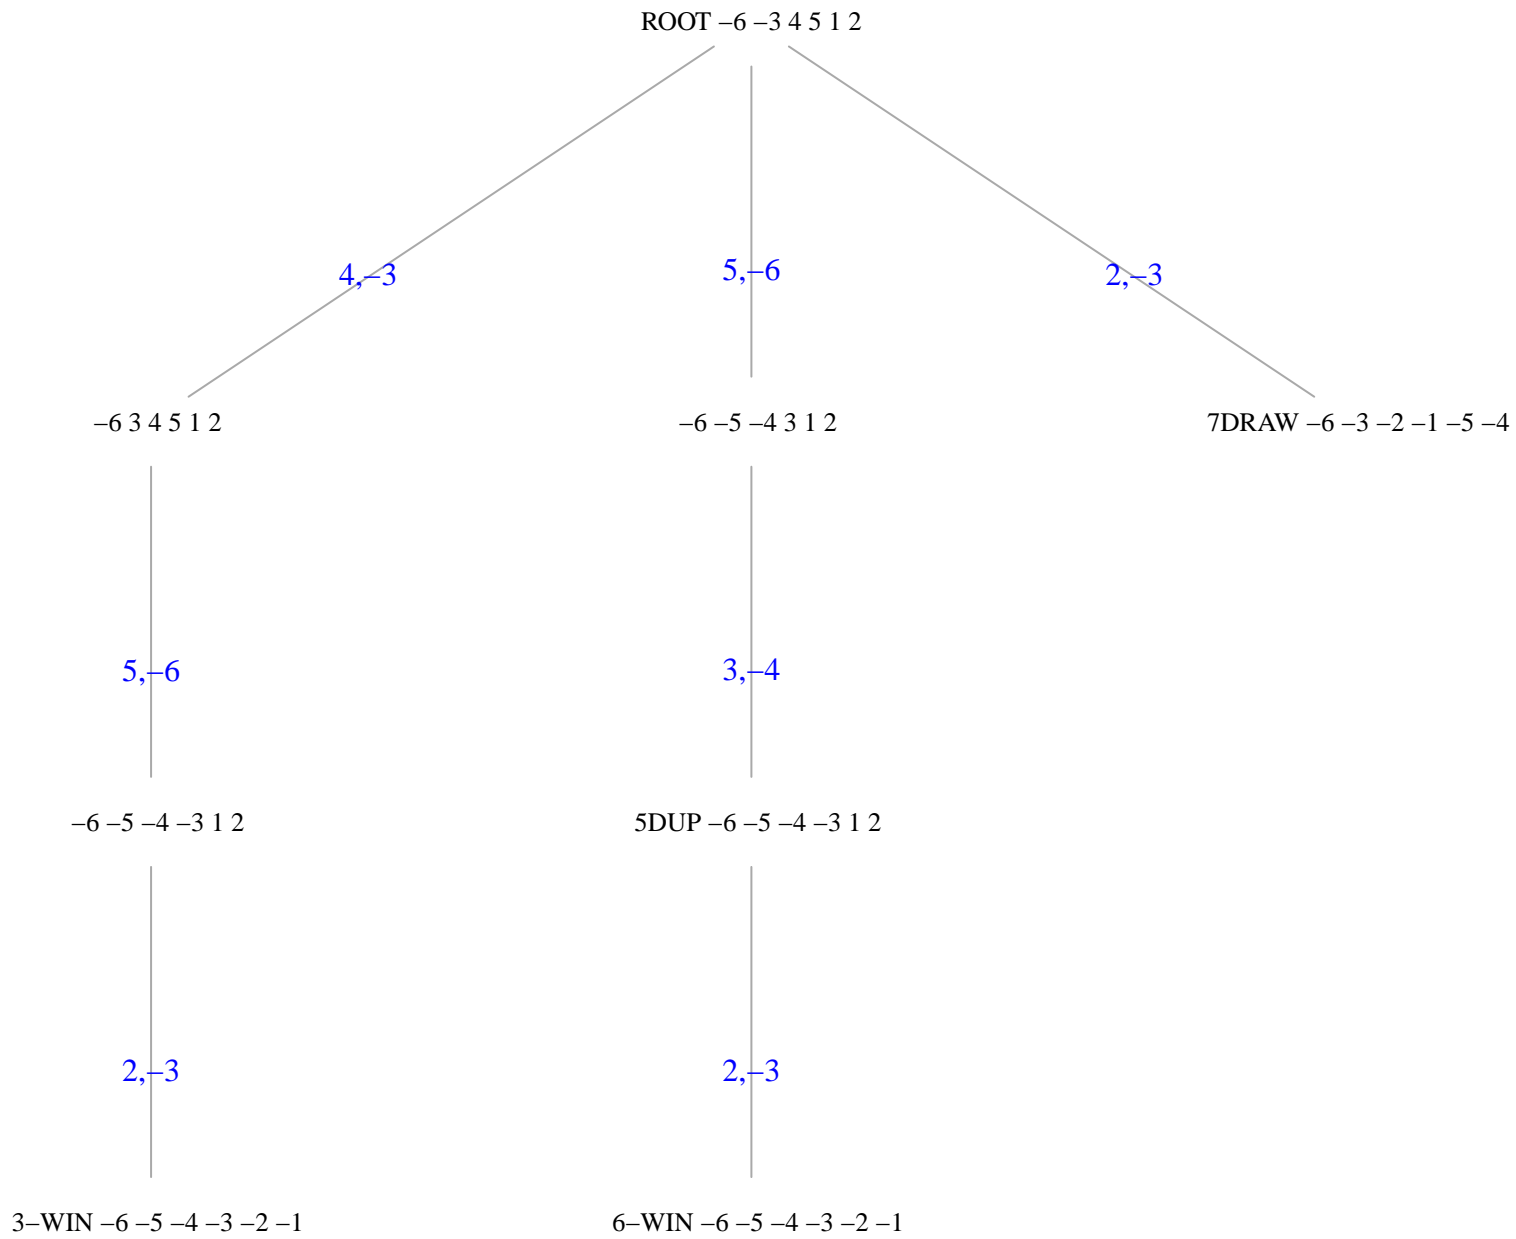 ROOT –6 –3 4 5 1 2
4,–3
5,–6
2,–3
–6 3 4 5 1 2
–6 –5 –4 3 1 2
7DRAW –6 –3 –2 –1 –5 –4
5,–6
3,–4
–6 –5 –4 –3 1 2
5DUP –6 –5 –4 –3 1 2
2,–3
2,–3
3–WIN –6 –5 –4 –3 –2 –1
6–WIN –6 –5 –4 –3 –2 –1